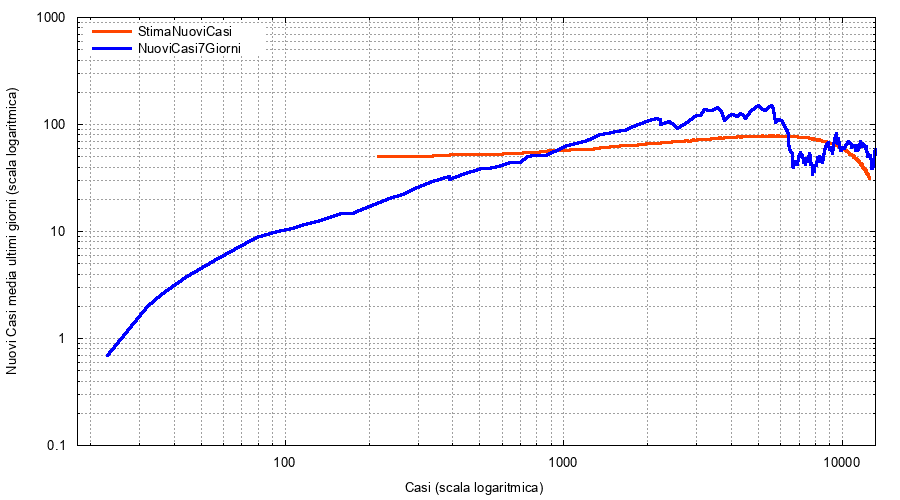 1000
StimaNuoviCasi
NuoviCasi7Giorni
100
10
1
0.1
Nuovi Casi media ultimi giorni (scala logaritmica)
100
1000
10000
Casi (scala logaritmica)